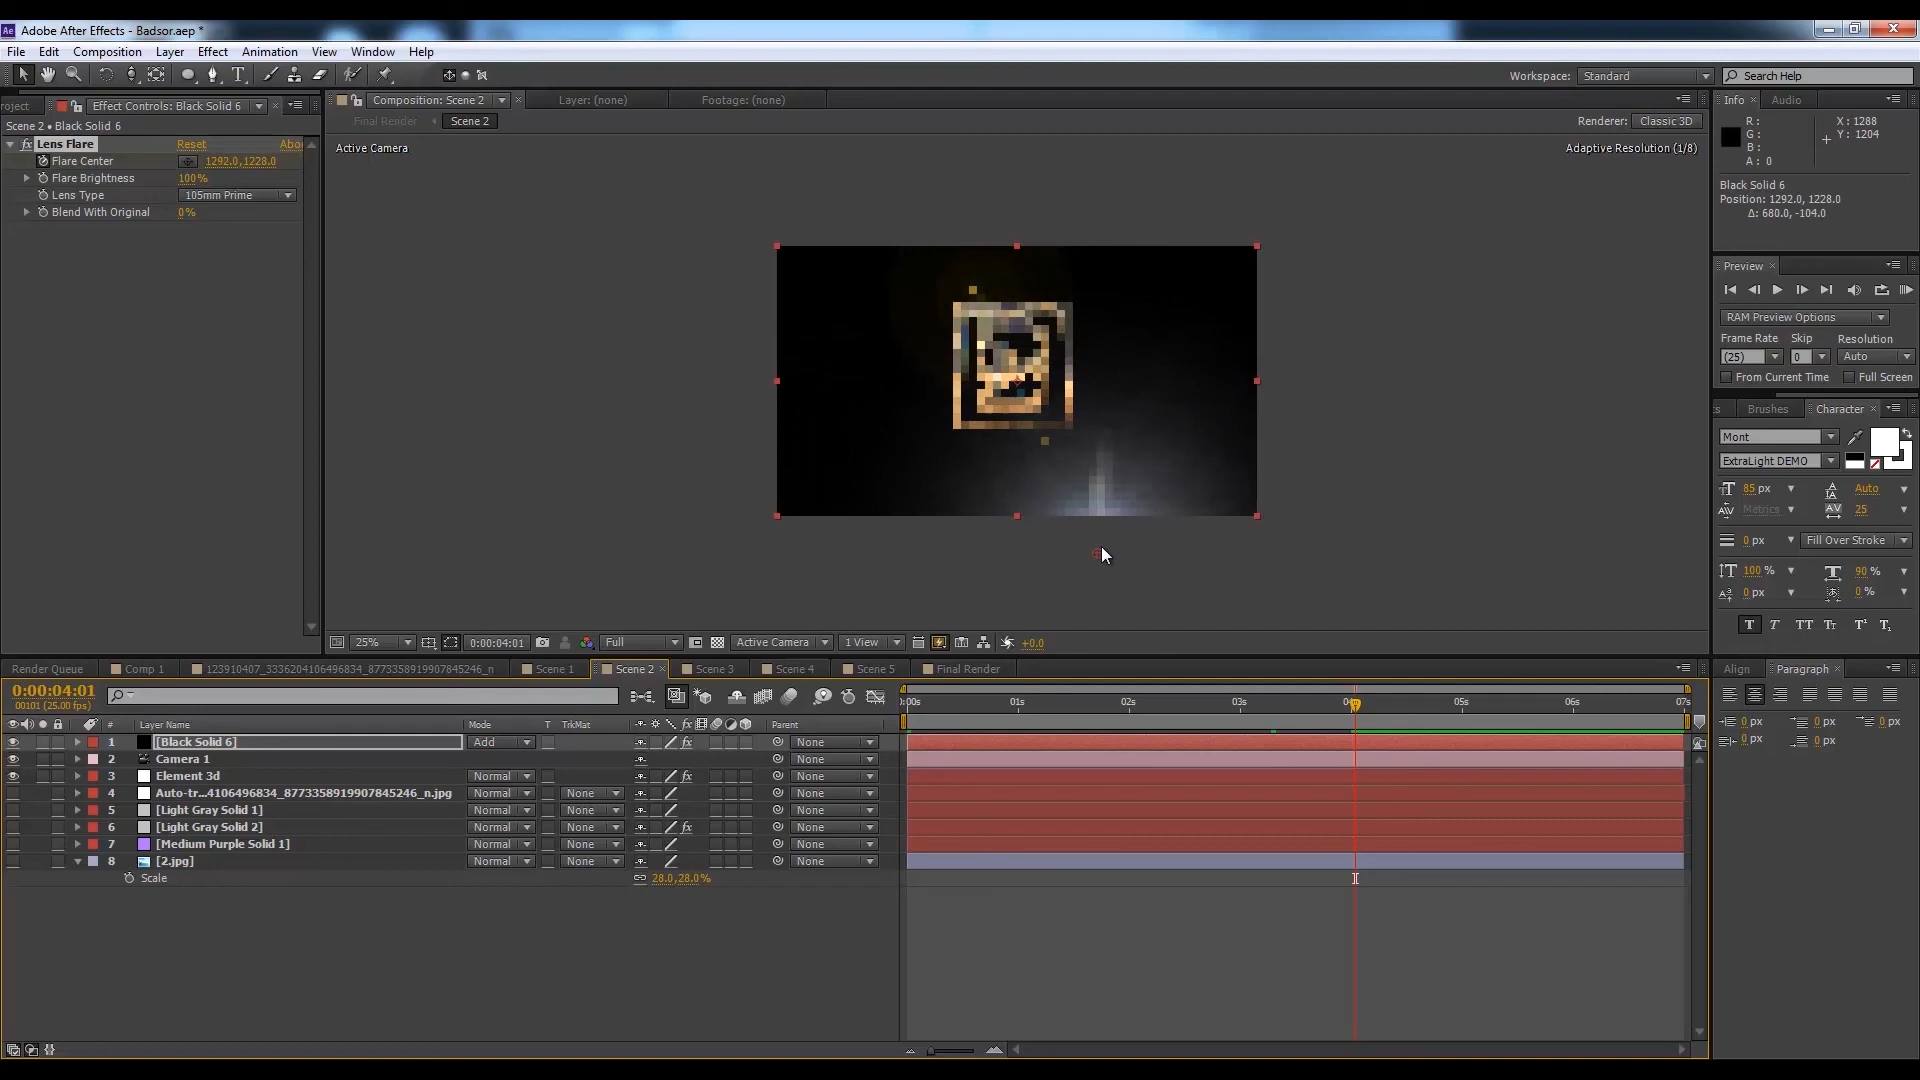 Ae Adobe After Effects - Badsor.aep *
File Edit Composition Layer Effect Animation View Window Help
Workspace: Standard Search Help
roject Effect Controls: Black Solid 6
Composition: Scene 2 Layer: (none) Footage: (none)
Info Audio
Scene 2 • Black Solid 6
Final Render Scene 2
Renderer: Classic 3D
fx Lens Flare Reset Abo
Flare Center 1292.0,1228.0
Flare Brightness 100%
Lens Type 105mm Prime
Blend With Original 0%
Active Camera
Adaptive Resolution (1/8)
R: X: 1288
G: Y: 1204
B:
A: 0
Black Solid 6
Position: 1292.0, 1228.0
Δ: 680.0, -104.0
Preview
RAM Preview Options
Frame Rate Skip Resolution
(25) 0 Auto
From Current Time Full Screen
s Brushes Character
Mont
ExtraLight DEMO
85 px Auto
Metrics 25
0 px Fill Over Stroke
100 % 90 %
0 px 0 %
T T TT Tr T¹ T₁
25% 0:00:04:01 Full Active Camera 1 View +0.0
Render Queue Comp 1 123910407_3336204106496834_8773358919907845246_n Scene 1 Scene 2 Scene 3 Scene 4 Scene 5 Final Render
Align Paragraph
0:00:04:01
00101 (25.00 fps)
0 px 0 px 0 px
0 px 0 px
:00s 01s 02s 03s 04s 05s 06s 07s
# Layer Name Mode T TrkMat Parent
1 [Black Solid 6] Add None
2 Camera 1 None
3 Element 3d Normal None
4 Auto-tr...4106496834_8773358919907845246_n.jpg Normal None None
5 [Light Gray Solid 1] Normal None None
6 [Light Gray Solid 2] Normal None None
7 [Medium Purple Solid 1] Normal None None
8 [2.jpg] Normal None None
Scale 28.0,28.0%